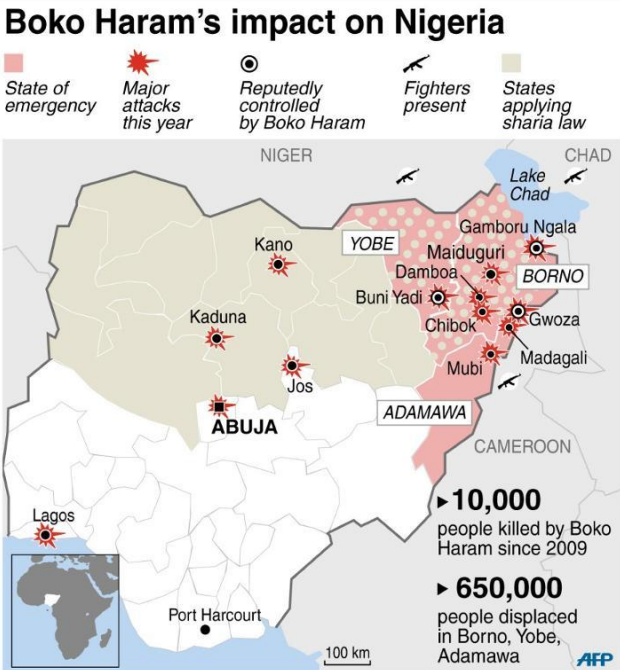 Boko Haram's impact on Nigeria
State of
emergency
Major
attacks
this year
Reputedly
controlled
by Boko Haram
Fighters
present
States
applying
sharia law
NIGER
CHAD
Lake
Chad
Gamboru Ngala
Kano
YOBE
Maiduguri
Damboa
BORNO
Buni Yadi
Kaduna
Chibok
Gwoza
Madagali
Mubi
Jos
ADAMAWA
ABUJA
CAMEROON
10,000
people killed by Boko
Haram since 2009
Lagos
650,000
people displaced
in Borno, Yobe,
Adamawa
Port Harcourt
100 km
AFP